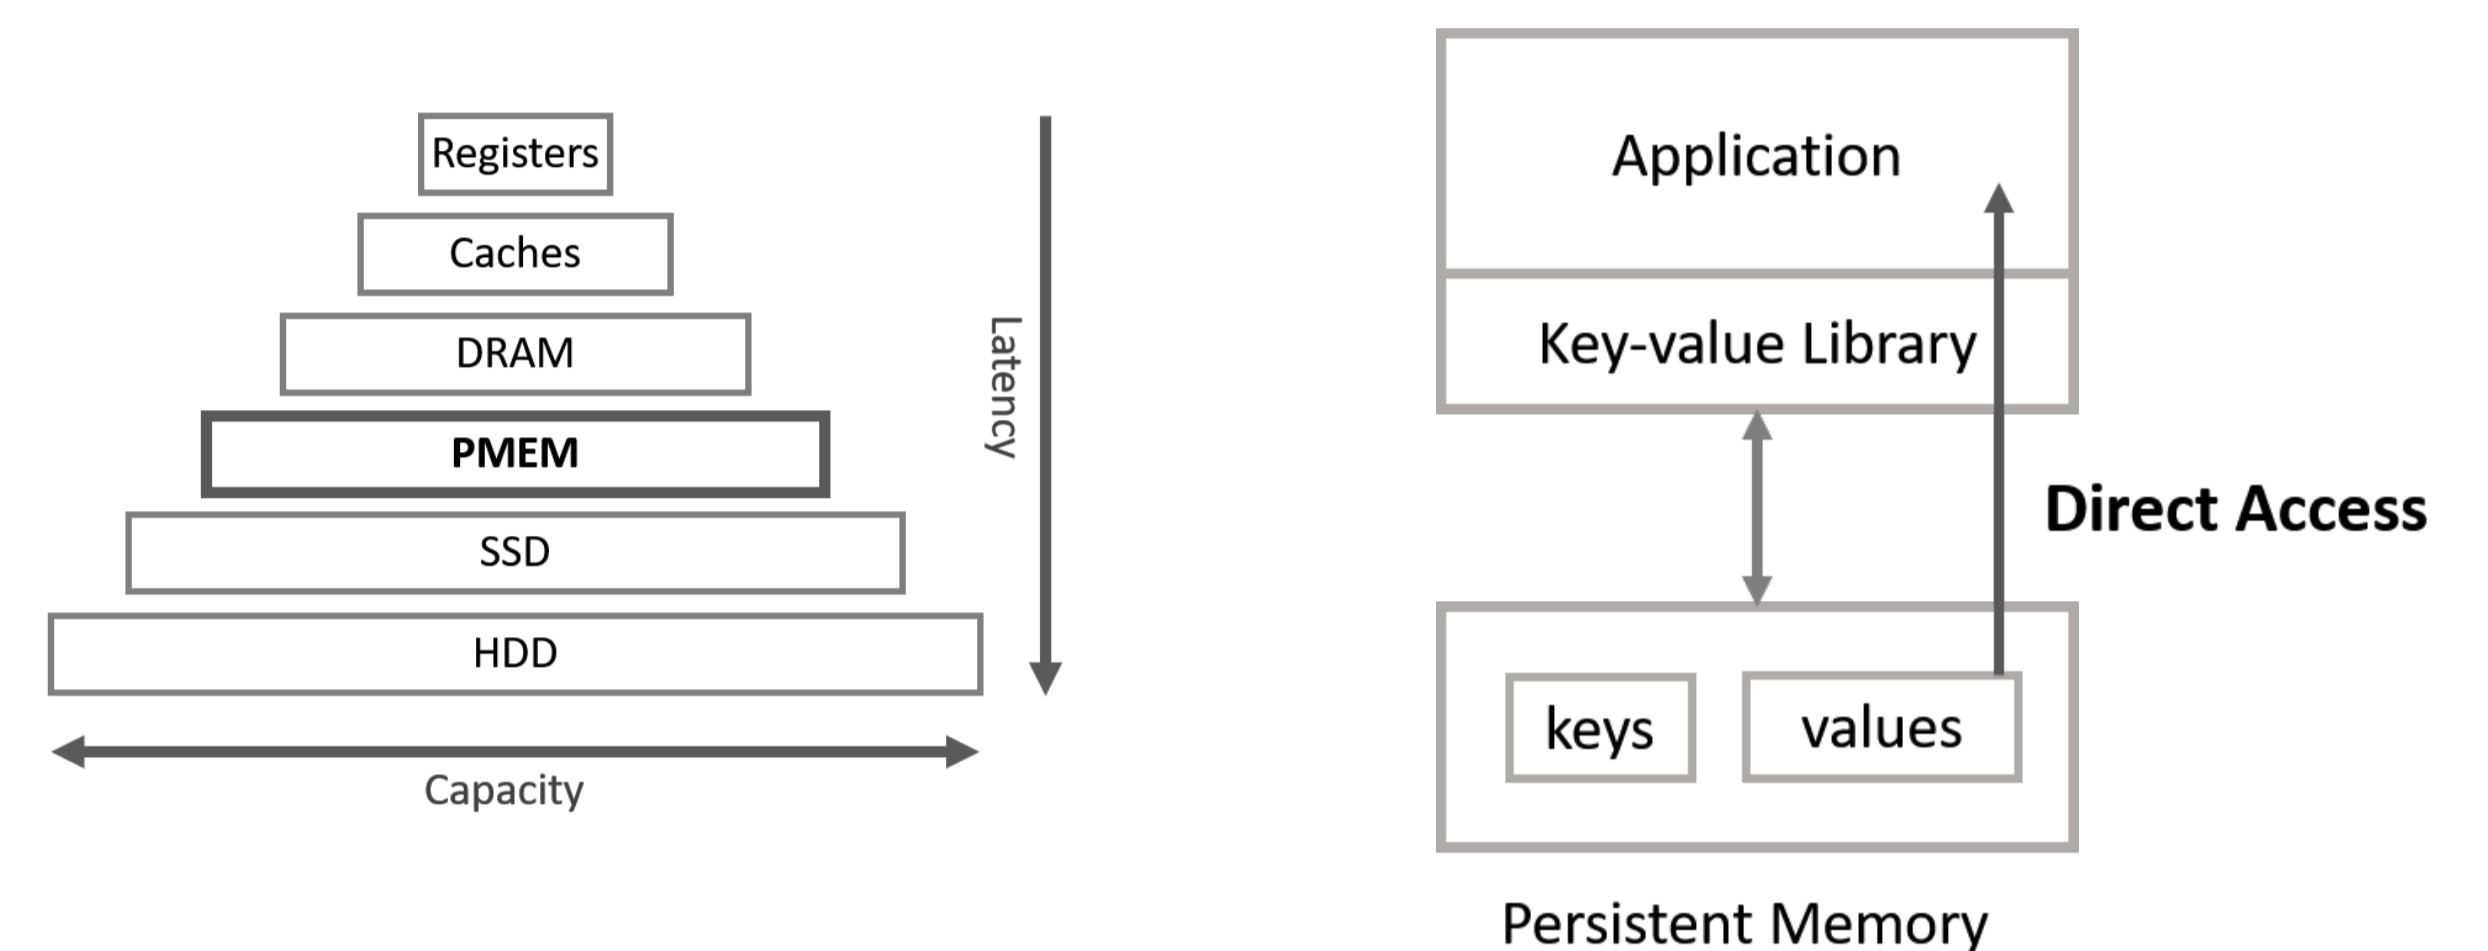 Registers
Caches
DRAM
PMEM
SSD
HDD
Latency
Capacity
Application
Key-value Library
Direct Access
keys
values
Persistent Memory